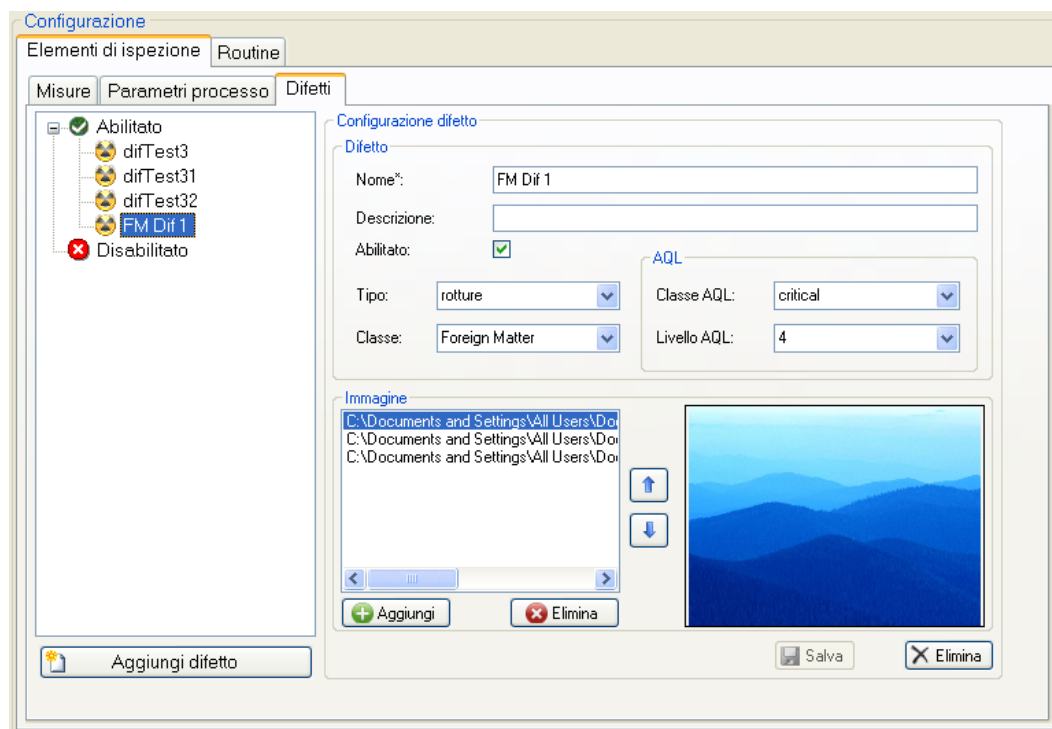 Configurazione
Elementi di ispezione Routine
Misure Parametri processo Difetti
Abilitato
difTest3
difTest31
difTest32
FM Dif 1
Disabilitato
Aggiungi difetto
Configurazione difetto
Difetto
Nome*: FM Dif 1
Descrizione:
Abilitato:
Tipo: rotture
Classe: Foreign Matter
AQL
Classe AQL: critical
Livello AQL: 4
Immagine
C:\Documents and Settings\All Users\Do
C:\Documents and Settings\All Users\Do
C:\Documents and Settings\All Users\Do
Aggiungi Elimina
Salva Elimina